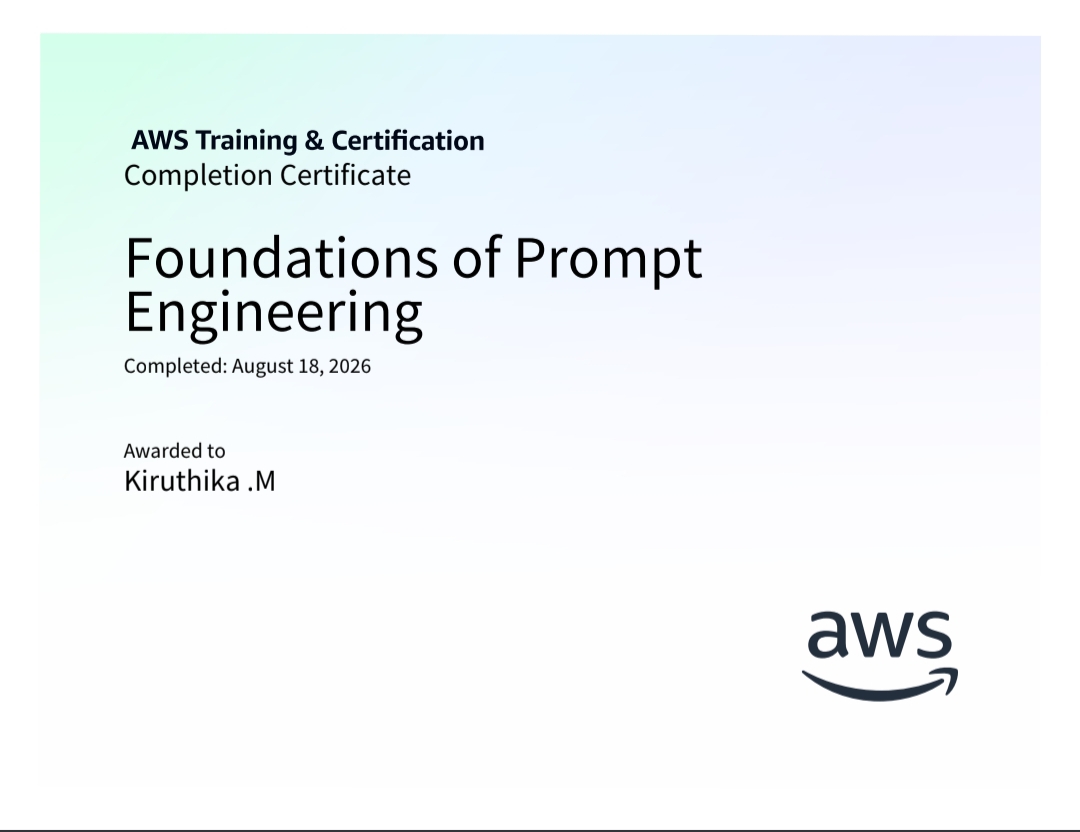 AWS Training & Certification
Completion Certificate
Foundations of Prompt
Engineering
Completed: August 18, 2026
Awarded to
Kiruthika .M
aws